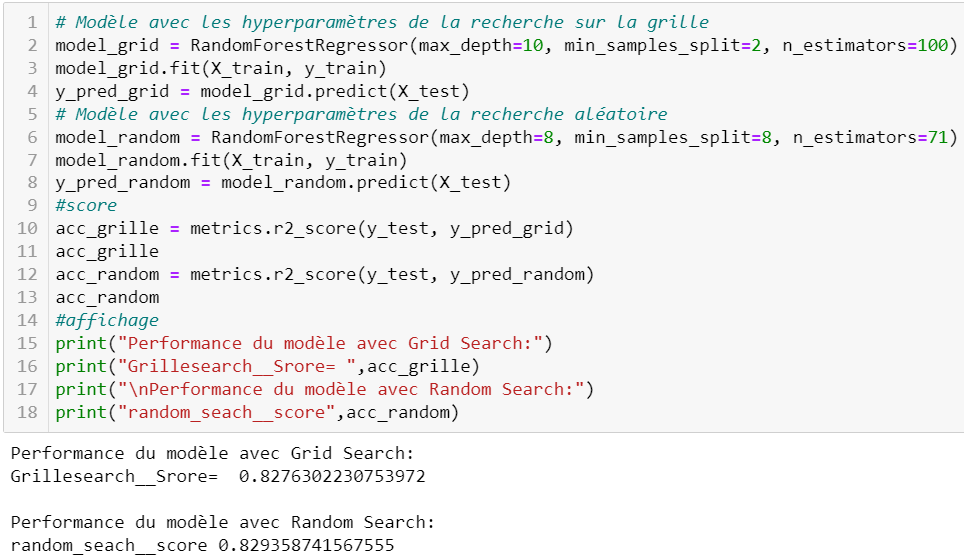 1 # Modèle avec les hyperparamètres de la recherche sur la grille
2 model_grid = RandomForestRegressor(max_depth=10, min_samples_split=2, n_estimators=100)
3 model_grid.fit(X_train, y_train)
4 y_pred_grid = model_grid.predict(X_test)
5 # Modèle avec les hyperparamètres de la recherche aléatoire
6 model_random = RandomForestRegressor(max_depth=8, min_samples_split=8, n_estimators=71)
7 model_random.fit(X_train, y_train)
8 y_pred_random = model_random.predict(X_test)
9 #score
10 acc_grille = metrics.r2_score(y_test, y_pred_grid)
11 acc_grille
12 acc_random = metrics.r2_score(y_test, y_pred_random)
13 acc_random
14 #affichage
15 print("Performance du modèle avec Grid Search:")
16 print("Grillesearch__Srore= ",acc_grille)
17 print("\nPerformance du modèle avec Random Search:")
18 print("random_seach__score",acc_random)
Performance du modèle avec Grid Search:
Grillesearch__Srore=  0.8276302230753972
Performance du modèle avec Random Search:
random_seach__score 0.829358741567555